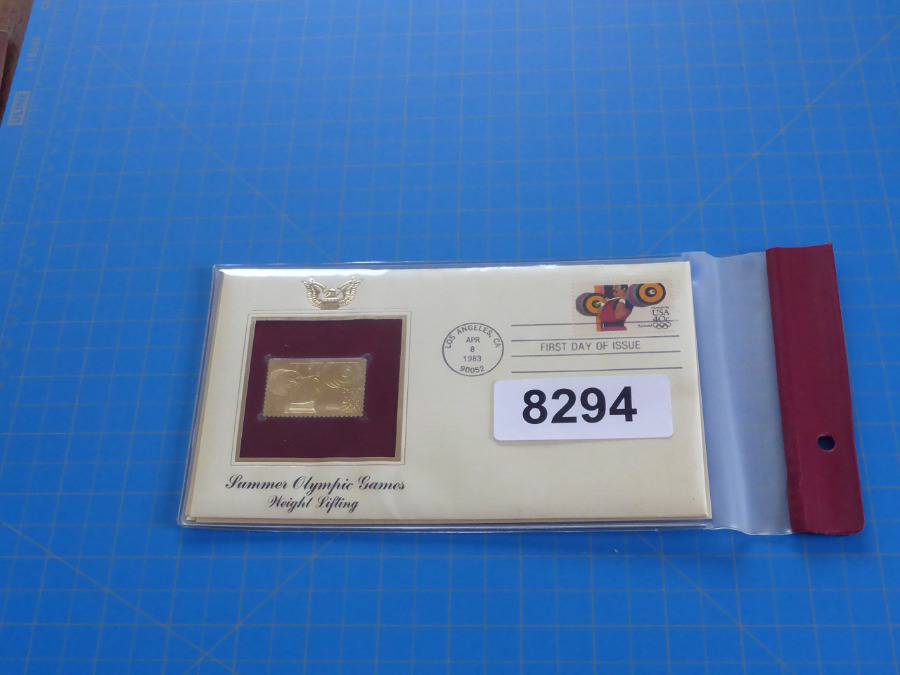 LOS ANGELES, CA
APR
8
1983
90052
FIRST DAY OF ISSUE
USA
40c
8294
Summer Olympic Games
Weight Lifting